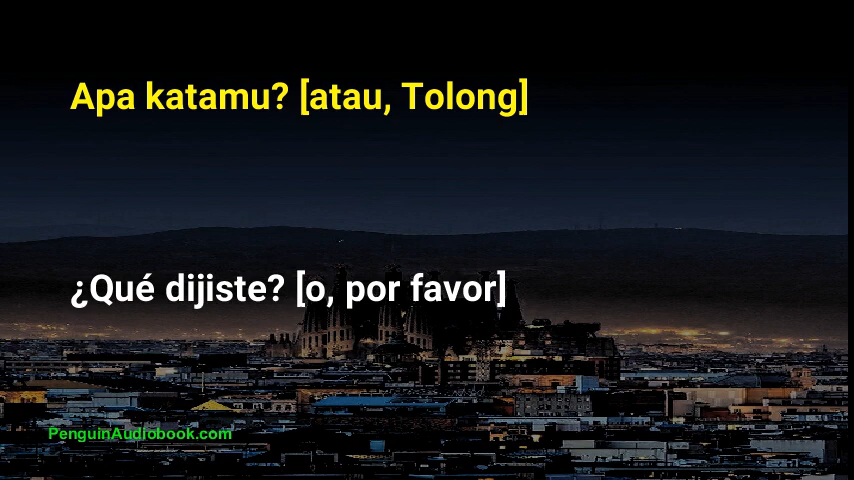 Apa katamu? [atau, Tolong]
¿Qué dijiste? [o, por favor]
PenguinAudiobook.com